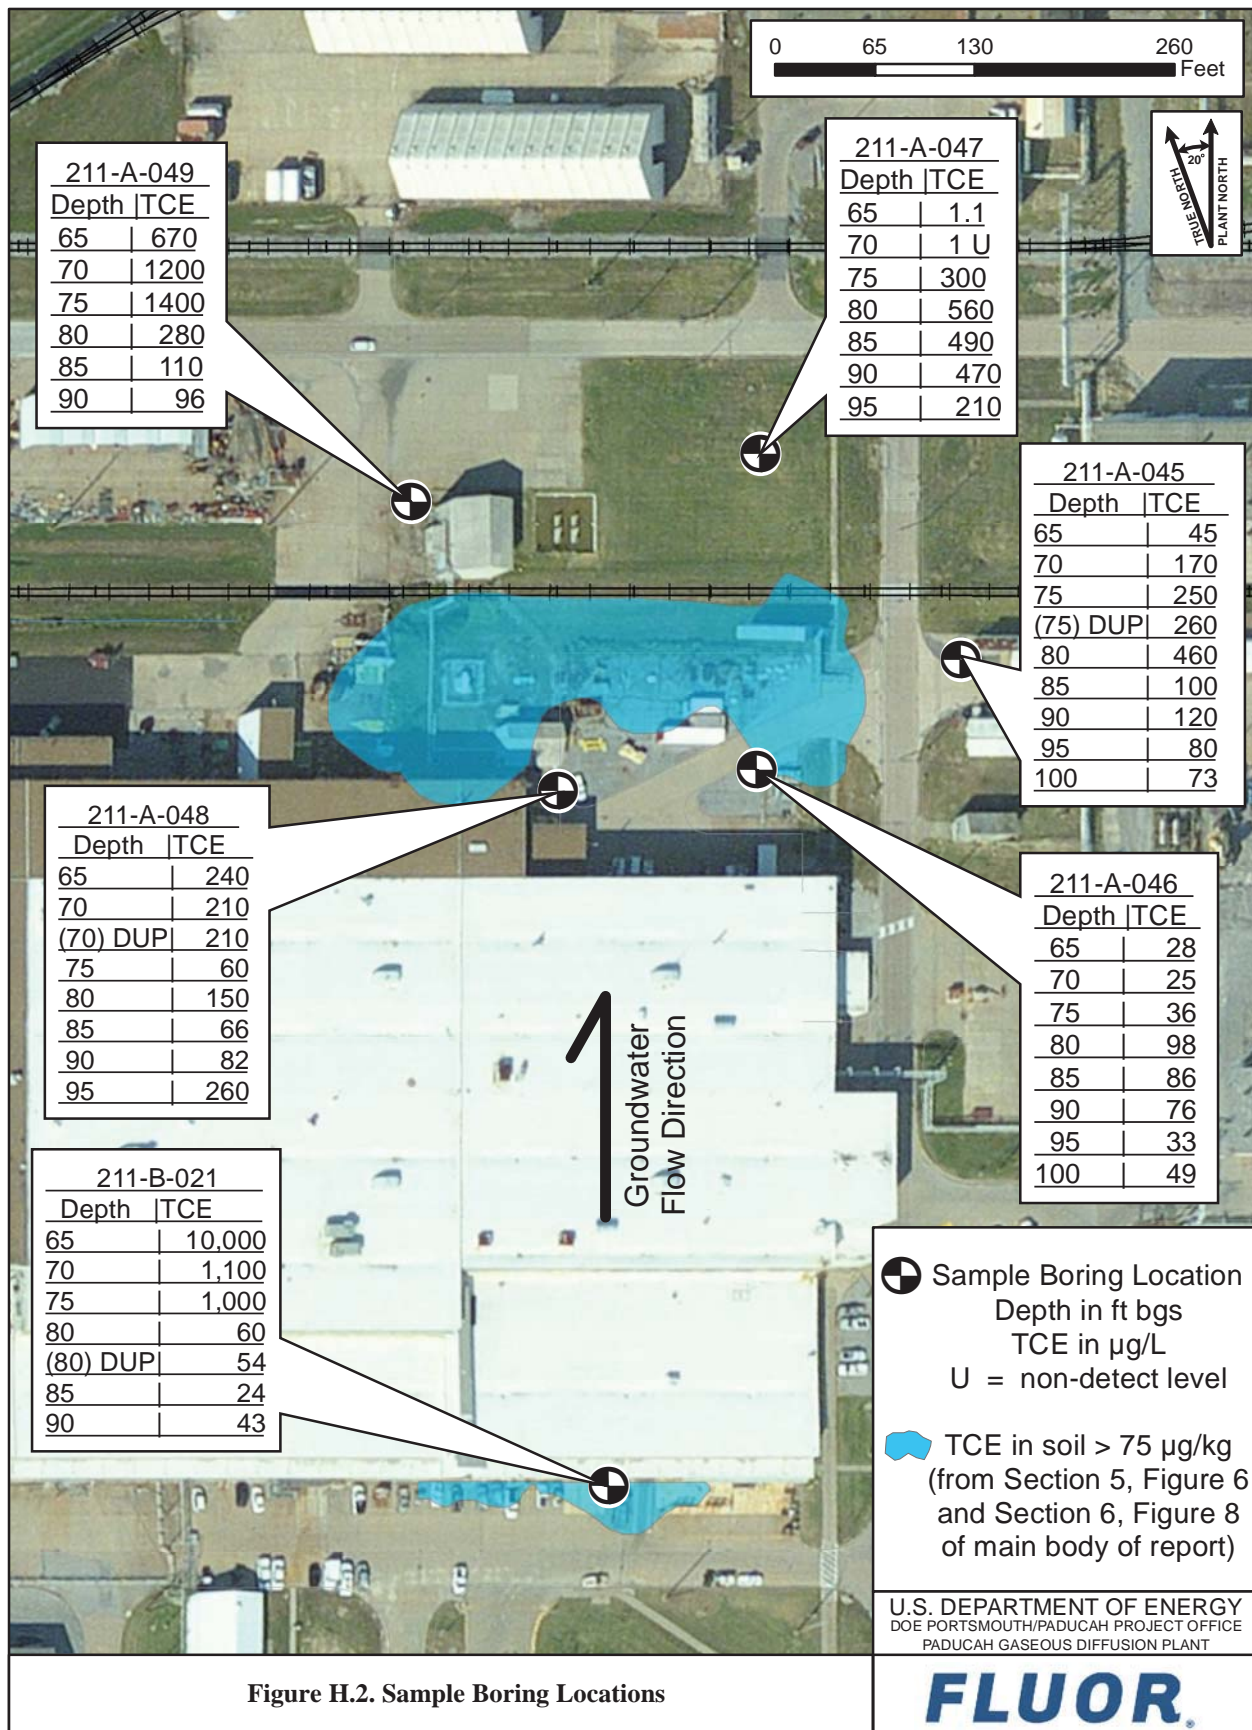 0 65 130 260
Feet
20°
TRUE NORTH
PLANT NORTH
211-A-049
Depth |TCE
65 | 670
70 | 1200
75 | 1400
80 | 280
85 | 110
90 | 96
211-A-047
Depth |TCE
65 | 1.1
70 | 1 U
75 | 300
80 | 560
85 | 490
90 | 470
95 | 210
211-A-045
Depth |TCE
65 | 45
70 | 170
75 | 250
(75) DUP| 260
80 | 460
85 | 100
90 | 120
95 | 80
100 | 73
211-A-048
Depth |TCE
65 | 240
70 | 210
(70) DUP| 210
75 | 60
80 | 150
85 | 66
90 | 82
95 | 260
211-A-046
Depth |TCE
65 | 28
70 | 25
75 | 36
80 | 98
85 | 86
90 | 76
95 | 33
100 | 49
Groundwater
Flow Direction
211-B-021
Depth |TCE
65 | 10,000
70 | 1,100
75 | 1,000
80 | 60
(80) DUP| 54
85 | 24
90 | 43
Sample Boring Location
Depth in ft bgs
TCE in µg/L
U = non-detect level
TCE in soil > 75 µg/kg
(from Section 5, Figure 6
and Section 6, Figure 8
of main body of report)
U.S. DEPARTMENT OF ENERGY
DOE PORTSMOUTH/PADUCAH PROJECT OFFICE
PADUCAH GASEOUS DIFFUSION PLANT
Figure H.2. Sample Boring Locations
FLUOR®